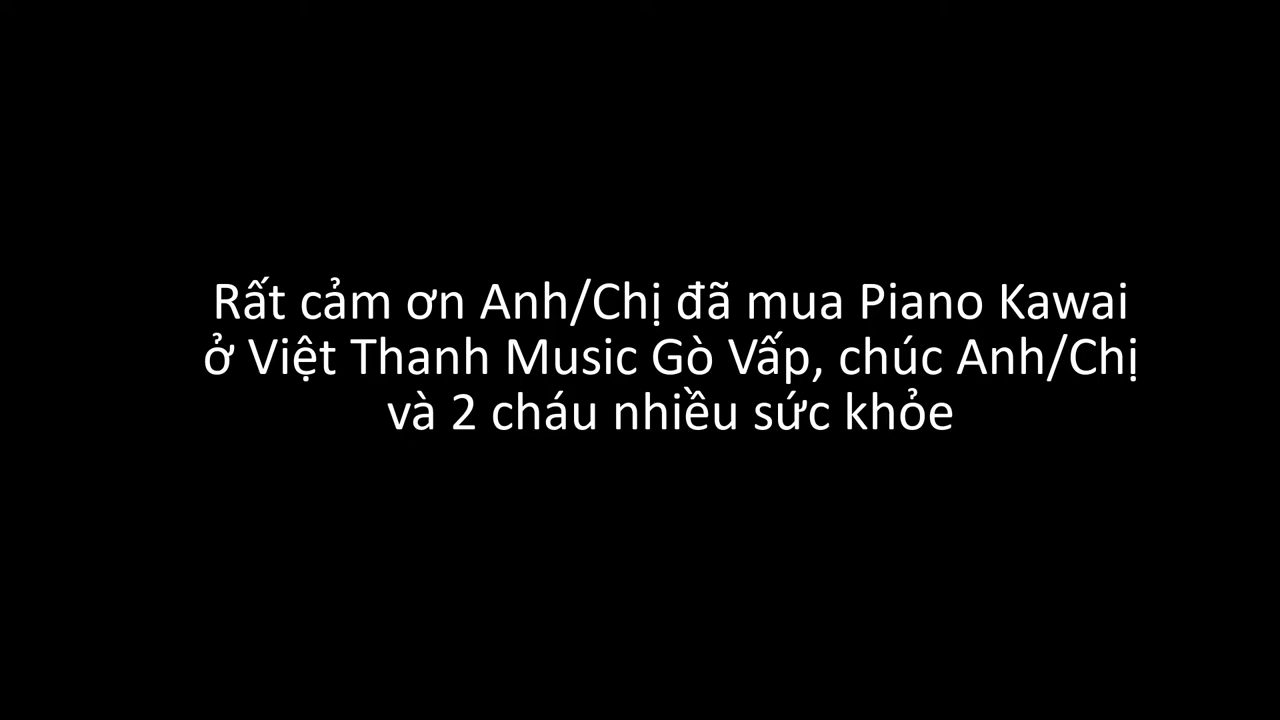 Rất cảm ơn Anh/Chị đã mua Piano Kawai
ở Việt Thanh Music Gò Vấp, chúc Anh/Chị
và 2 cháu nhiều sức khỏe